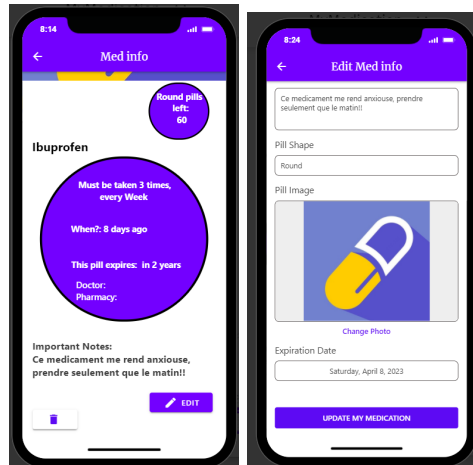 8:14
Med info
Round pills
left:
60
Ibuprofen
Must be taken 3 times,
every Week
When?: 8 days ago
This pill expires: in 2 years
Doctor:
Pharmacy:
Important Notes:
Ce medicament me rend anxiouse,
prendre seulement que le matin!!
EDIT
8:24
Edit Med info
Ce medicament me rend anxiouse, prendre
seulement que le matin!!
Pill Shape
Round
Pill Image
Change Photo
Expiration Date
Saturday, April 8, 2023
UPDATE MY MEDICATION